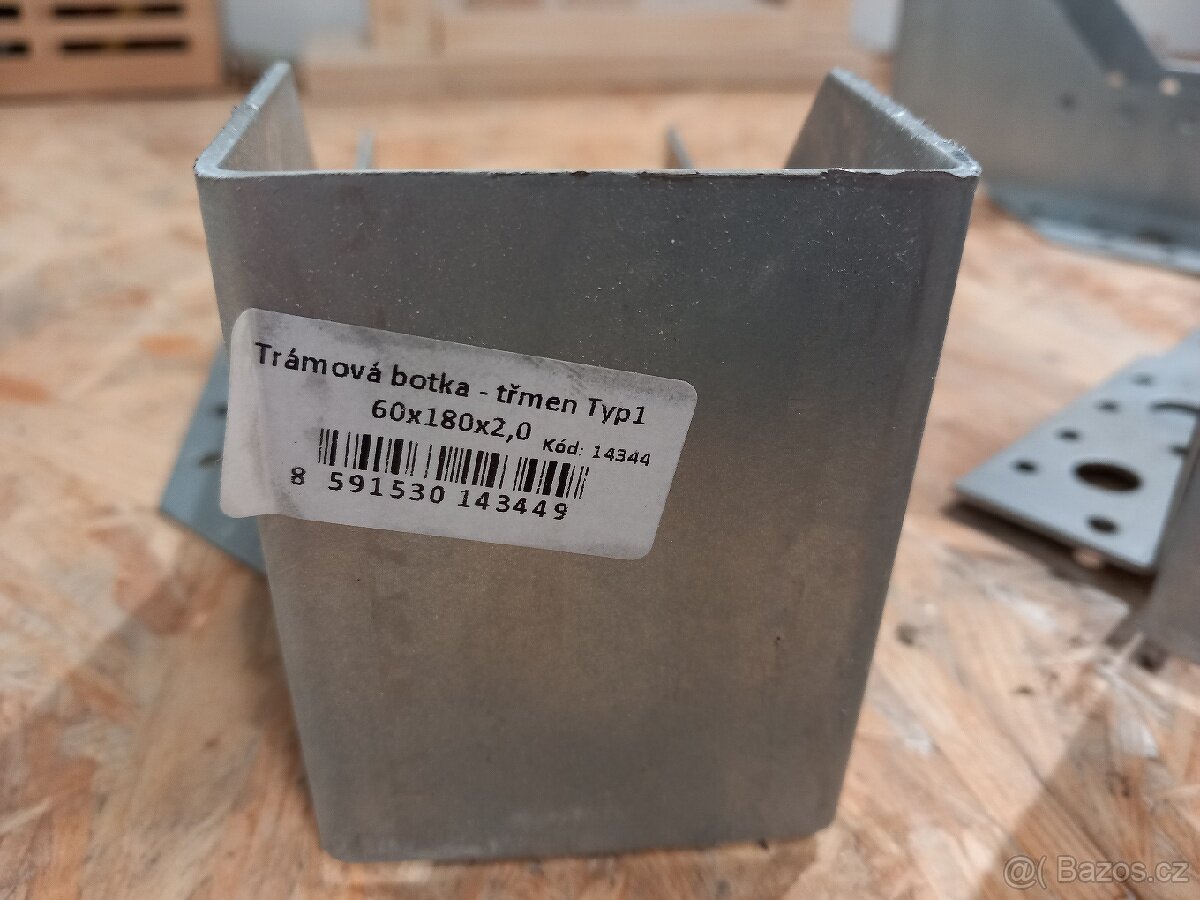 Trámová botka - třmen Typ1
60x180x2,0 Kód: 14344
8 591530 143449
@( Bazos.cz